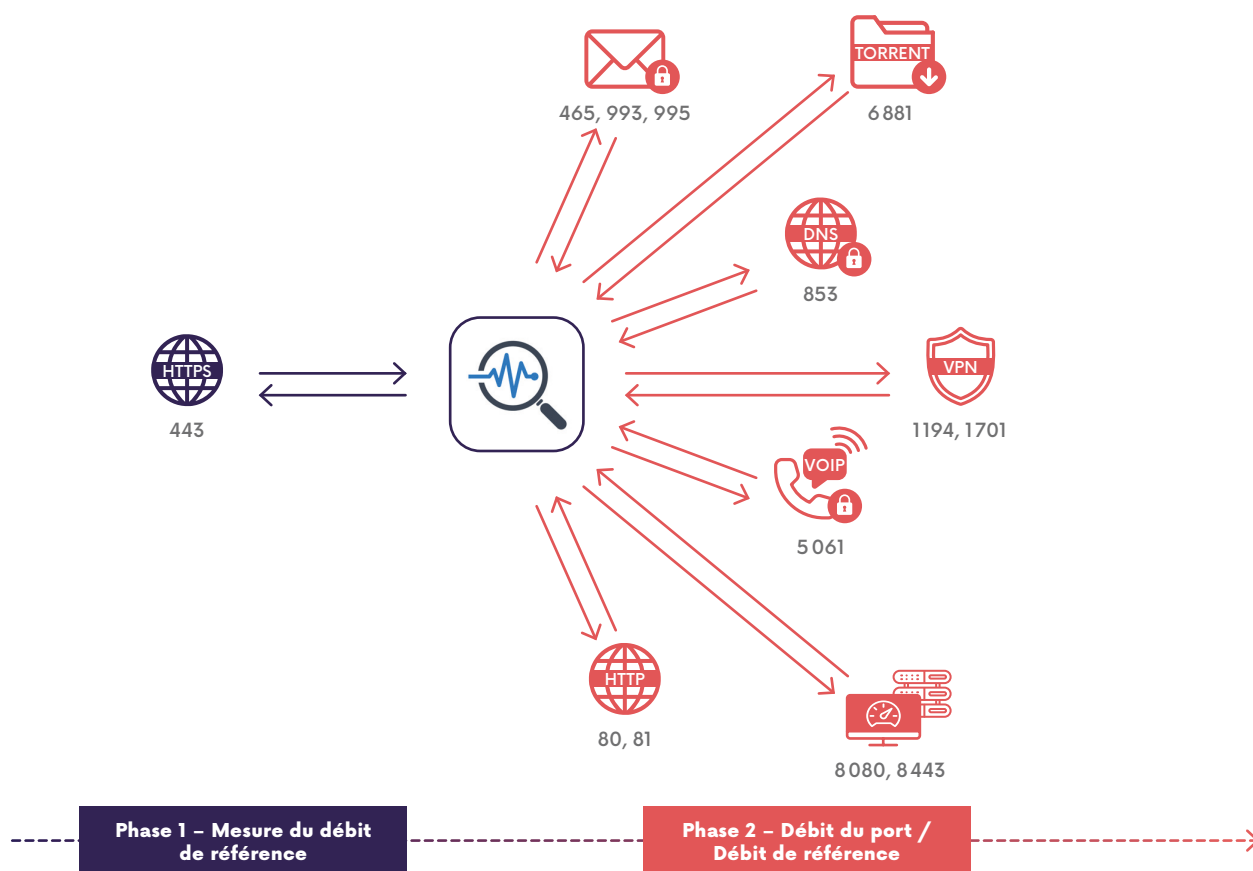 TORRENT
465, 993, 995
6 881
DNS
853
HTTPS
443
VPN
1194, 1701
VOIP
5 061
HTTP
80, 81
8 080, 8 443
Phase 1 – Mesure du débit
de référence
Phase 2 – Débit du port /
Débit de référence